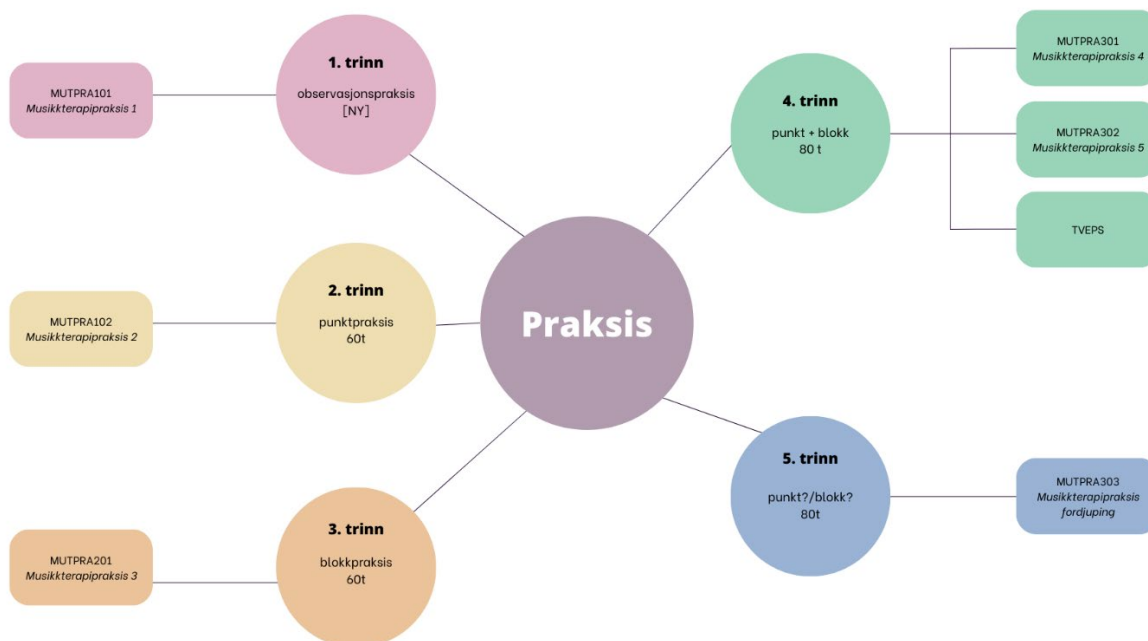 MUTPRA101
Musikkterapipraksis 1
1. trinn
observasjonspraksis
[NY]
MUTPRA102
Musikkterapipraksis 2
2. trinn
punktpraksis
60t
MUTPRA201
Musikkterapipraksis 3
3. trinn
blokkpraksis
60t
Praksis
4. trinn
punkt + blokk
80 t
MUTPRA301
Musikkterapipraksis 4
MUTPRA302
Musikkterapipraksis 5
TVEPS
5. trinn
punkt?/blokk?
80t
MUTPRA303
Musikkterapipraksis
fordjuping